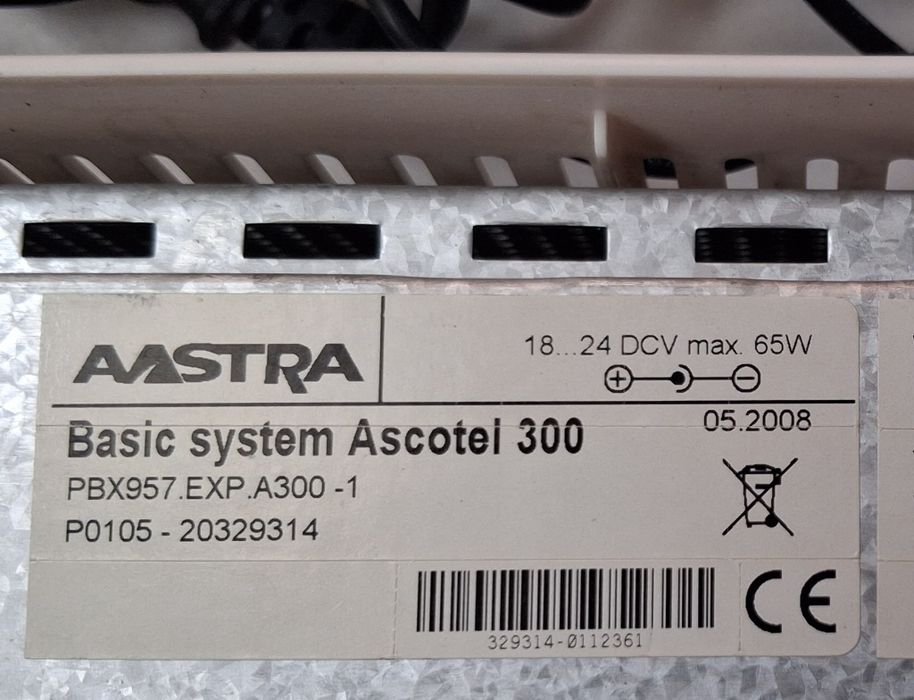 AASTRA
18...24 DCV max. 65W
05.2008
Basic system Ascotel 300
PBX957.EXP.A300 -1
P0105 - 20329314
329314-0112361
CE